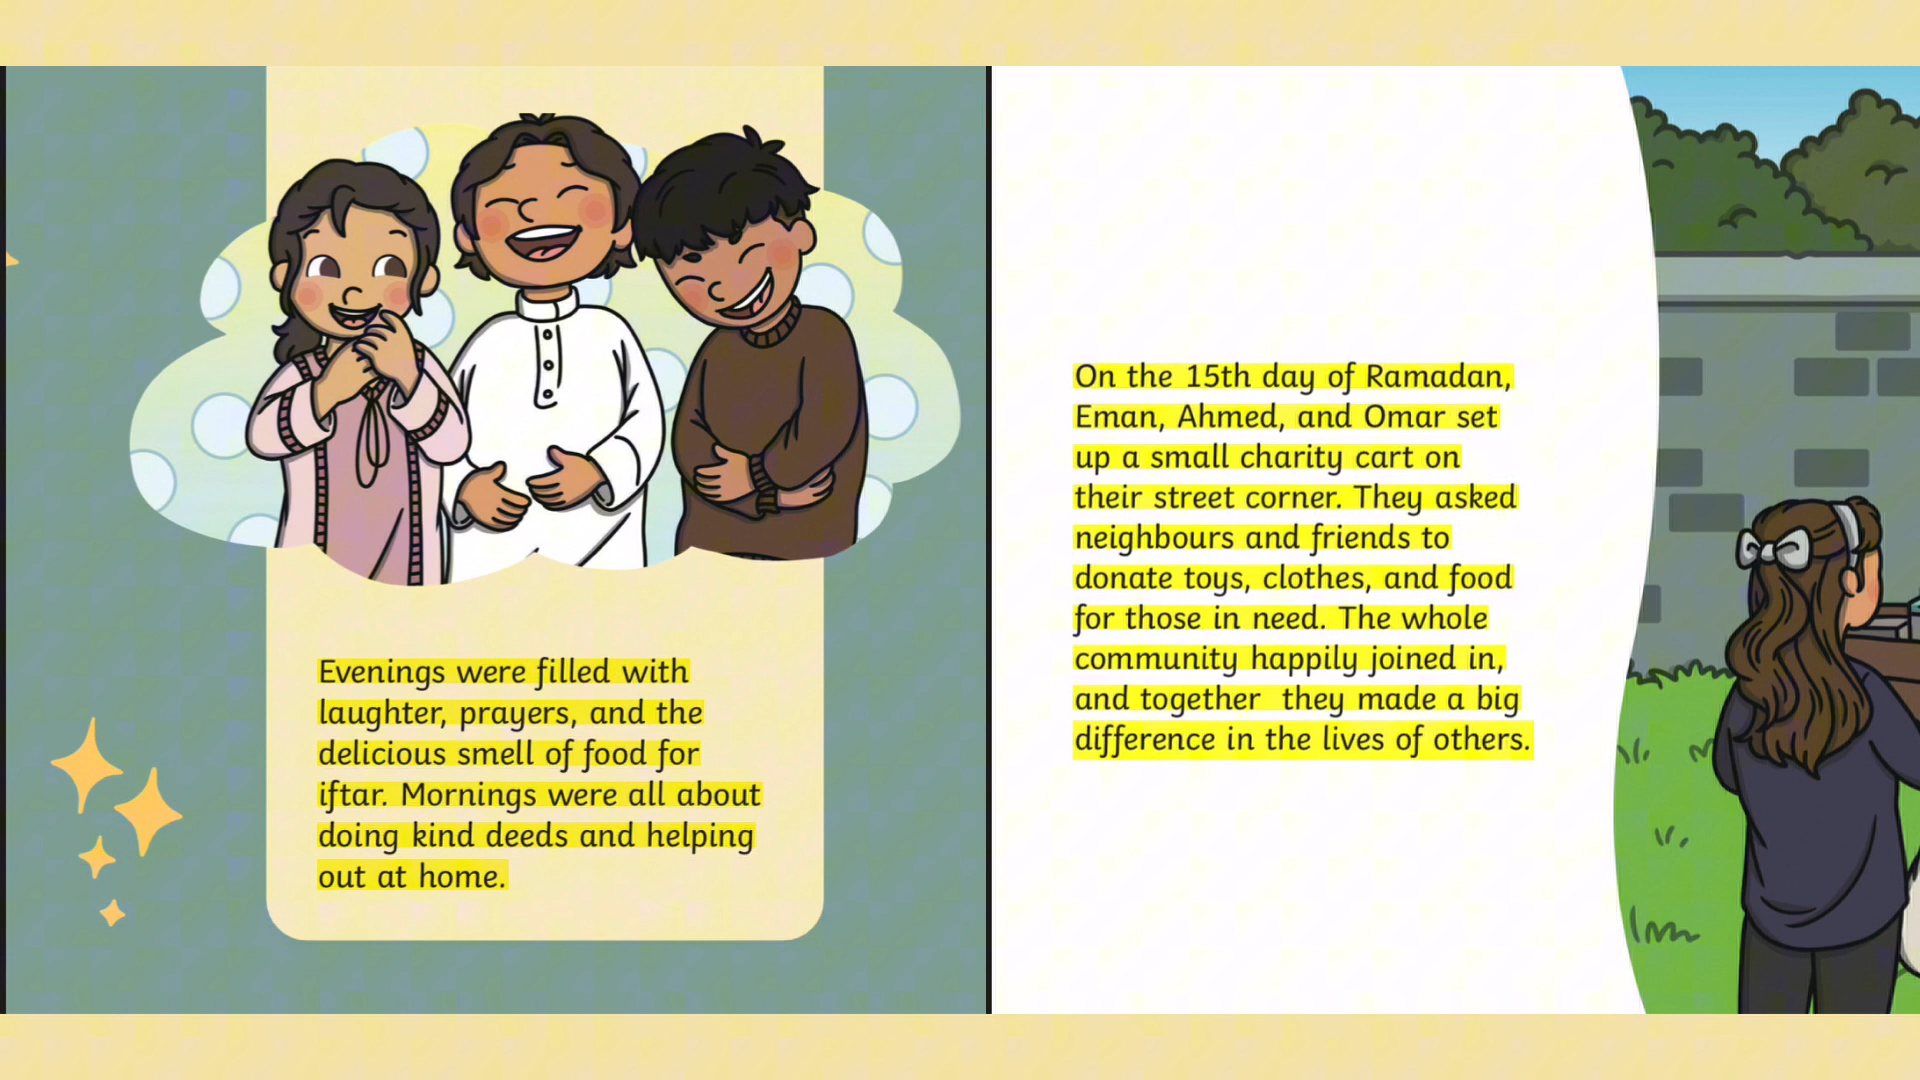 Evenings were filled with
laughter, prayers, and the
delicious smell of food for
iftar. Mornings were all about
doing kind deeds and helping
out at home.
On the 15th day of Ramadan,
Eman, Ahmed, and Omar set
up a small charity cart on
their street corner. They asked
neighbours and friends to
donate toys, clothes, and food
for those in need. The whole
community happily joined in,
and together  they made a big
difference in the lives of others.